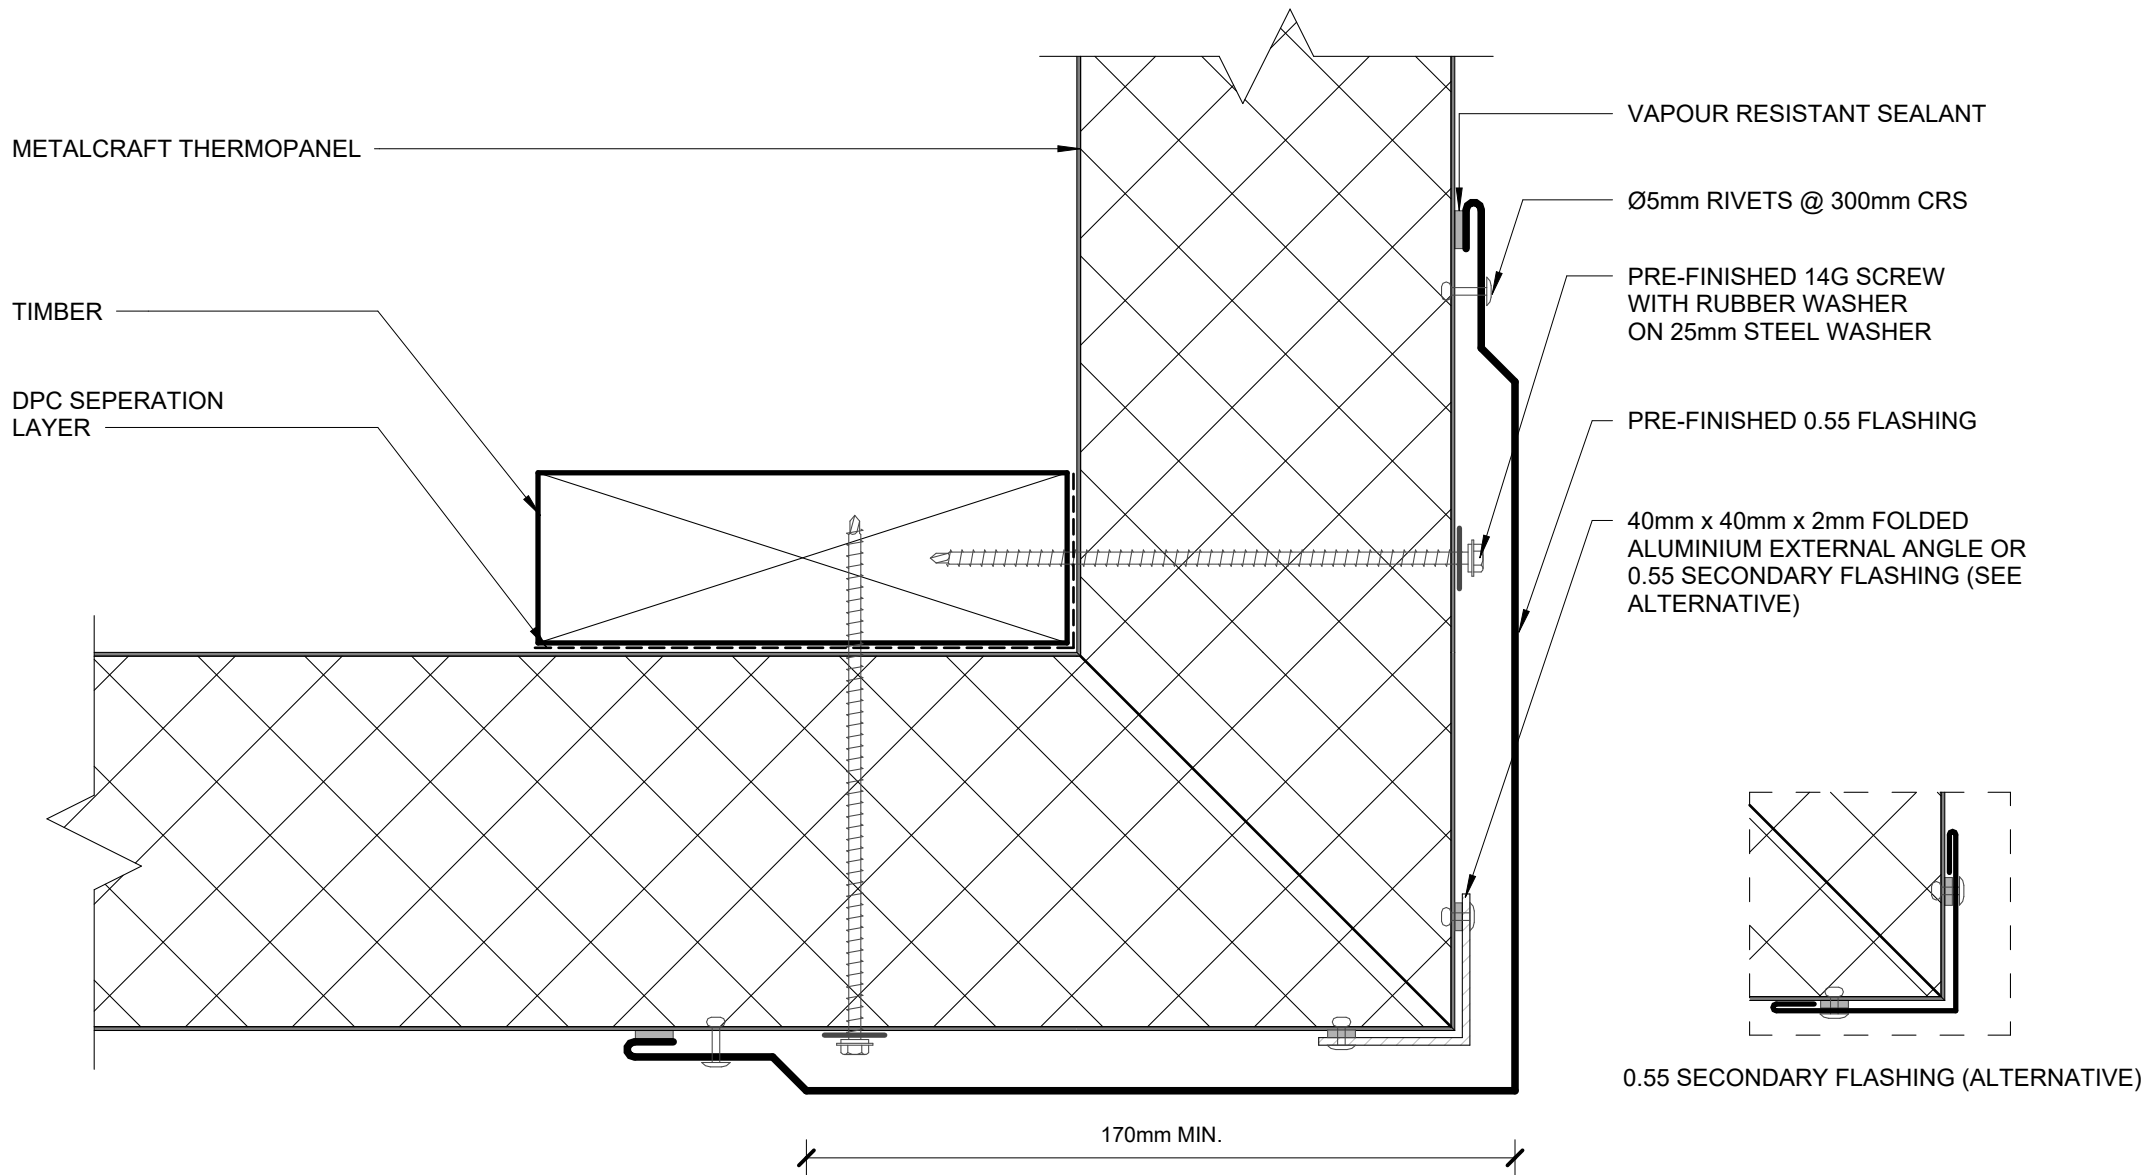 METALCRAFT THERMOPANEL
TIMBER
DPC SEPERATION
LAYER
VAPOUR RESISTANT SEALANT
Ø5mm RIVETS @ 300mm CRS
PRE-FINISHED 14G SCREW
WITH RUBBER WASHER
ON 25mm STEEL WASHER
PRE-FINISHED 0.55 FLASHING
40mm x 40mm x 2mm FOLDED
ALUMINIUM EXTERNAL ANGLE OR
0.55 SECONDARY FLASHING (SEE
ALTERNATIVE)
0.55 SECONDARY FLASHING (ALTERNATIVE)
170mm MIN.